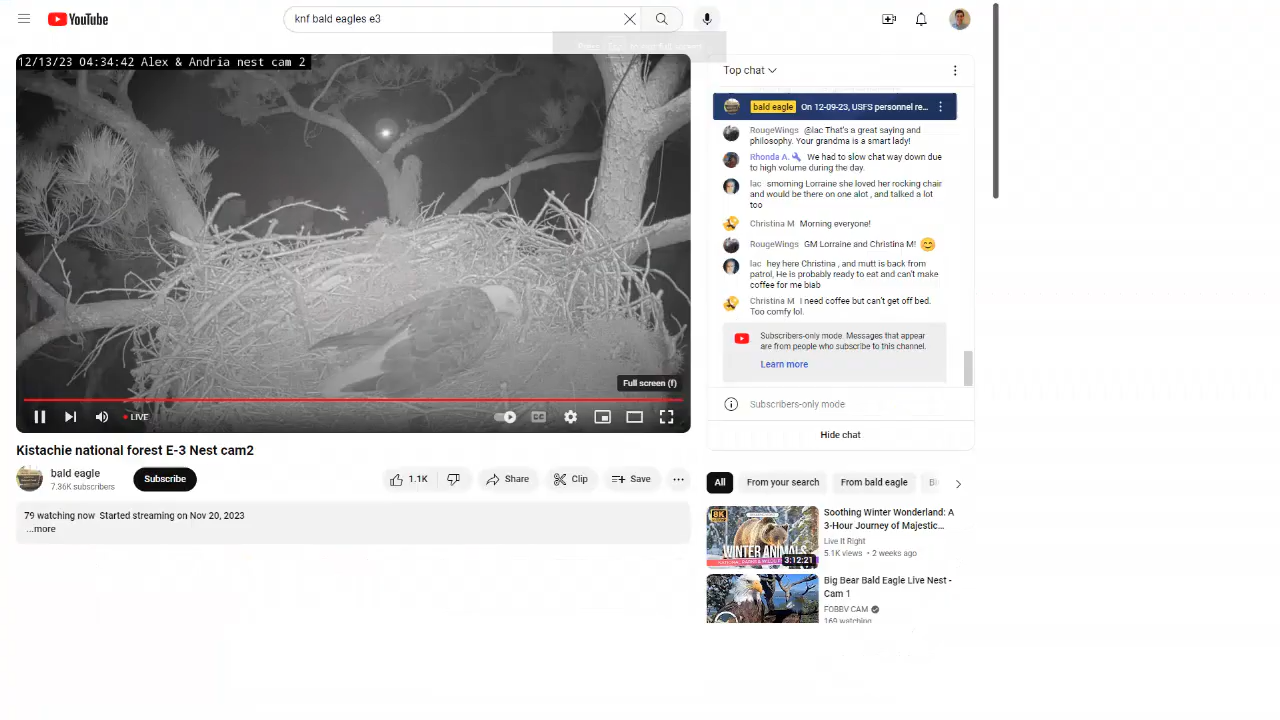 YouTube
knf bald eagles e3
12/13/23 04:34:42 Alex & Andria nest cam 2
Full screen (f)
LIVE
Kistachie national forest E-3 Nest cam2
bald eagle
7.36K subscribers
Subscribe
1.1K
Share
Clip
Save
79 watching now Started streaming on Nov 20, 2023
...more
Top chat
bald eagle On 12-09-23, USFS personnel re...
RougeWings @lac That's a great saying and
philosophy. Your grandma is a smart lady!
Rhonda A. We had to slow chat way down due
to high volume during the day.
lac smorning Lorraine she loved her rocking chair
and would be there on one alot , and talked a lot
too
Christina M Morning everyone!
RougeWings GM Lorraine and Christina M!
lac hey here Christina , and mutt is back from
patrol, He is probably ready to eat and can't make
coffee for me biab
Christina M I need coffee but can't get off bed.
Too comfy lol.
Subscribers-only mode. Messages that appear
are from people who subscribe to this channel.
Learn more
Subscribers-only mode
Hide chat
All
From your search
From bald eagle
8K
WINTER ANIMALS
3:12:21
Soothing Winter Wonderland: A
3-Hour Journey of Majestic...
Live It Right
5.1K views • 2 weeks ago
Big Bear Bald Eagle Live Nest -
Cam 1
FOBBV CAM
169 watching